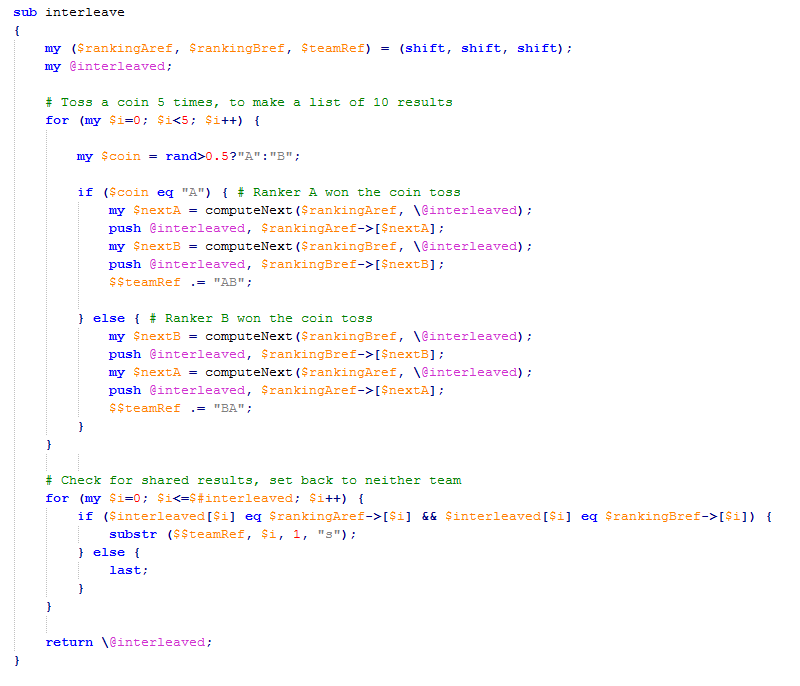 sub interleave
{
    my ($rankingAref, $rankingBref, $teamRef) = (shift, shift, shift);
    my @interleaved;

    # Toss a coin 5 times, to make a list of 10 results
    for (my $i=0; $i<5; $i++) {

        my $coin = rand>0.5?"A":"B";

        if ($coin eq "A") { # Ranker A won the coin toss
            my $nextA = computeNext($rankingAref, \@interleaved);
            push @interleaved, $rankingAref->[$nextA];
            my $nextB = computeNext($rankingBref, \@interleaved);
            push @interleaved, $rankingBref->[$nextB];
            $$teamRef .= "AB";

        } else { # Ranker B won the coin toss
            my $nextB = computeNext($rankingBref, \@interleaved);
            push @interleaved, $rankingBref->[$nextB];
            my $nextA = computeNext($rankingAref, \@interleaved);
            push @interleaved, $rankingAref->[$nextA];
            $$teamRef .= "BA";
        }
    }

    # Check for shared results, set back to neither team
    for (my $i=0; $i<=$#interleaved; $i++) {
        if ($interleaved[$i] eq $rankingAref->[$i] && $interleaved[$i] eq $rankingBref->[$i]) {
            substr ($$teamRef, $i, 1, "s");
        } else {
            last;
        }
    }

    return \@interleaved;
}